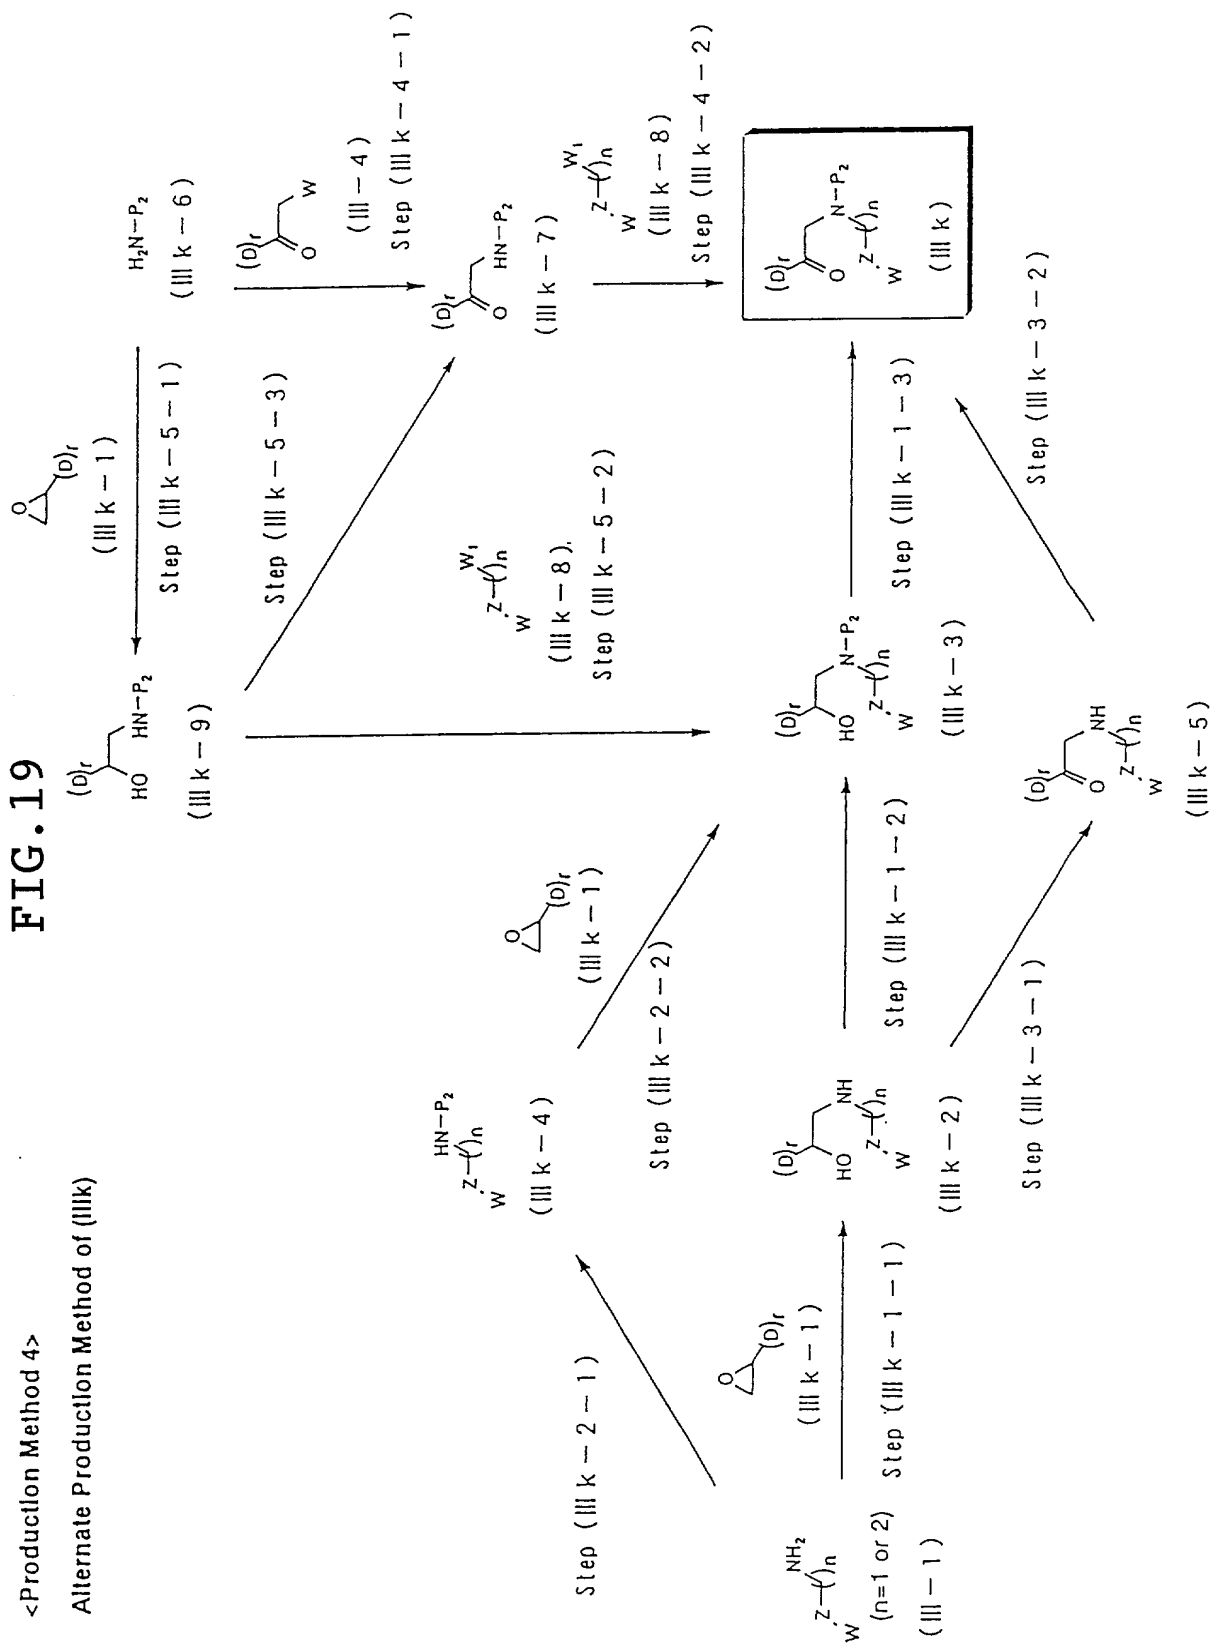 FIG.19
<Production Method 4>
Alternate Production Method of (IIIk)
H₂N—P₂
(III k — 6)
O
(D)r
(III k — 1)
Step (III k — 5 — 1)
(D)r
HO
HN—P₂
(III k — 9)
(D)r
O
W
(III — 4)
Step (III k — 4 — 1)
Step (III k — 5 — 3)
(D)r
O
HN—P₂
(III k — 7)
W
Z
( )n
W₁
(III k — 8)
Step (III k — 4 — 2)
W
Z
( )n
W₁
(III k — 8).
Step (III k — 5 — 2)
HN—P₂
Z
( )n
W
(III k — 4)
O
(D)r
(III k — 1)
Step (III k — 2 — 2)
Step (III k — 2 — 1)
NH₂
Z
( )n
W
(n=1 or 2)
(III — 1)
O
(D)r
(III k — 1)
Step (III k — 1 — 1)
(D)r
HO
NH
Z
( )n
W
(III k — 2)
Step (III k — 1 — 2)
(D)r
HO
N—P₂
Z
( )n
W
(III k — 3)
Step (III k — 1 — 3)
(D)r
O
N—P₂
Z
( )n
W
(III k)
Step (III k — 3 — 1)
(D)r
O
NH
Z
( )n
W
(III k — 5)
Step (III k — 3 — 2)